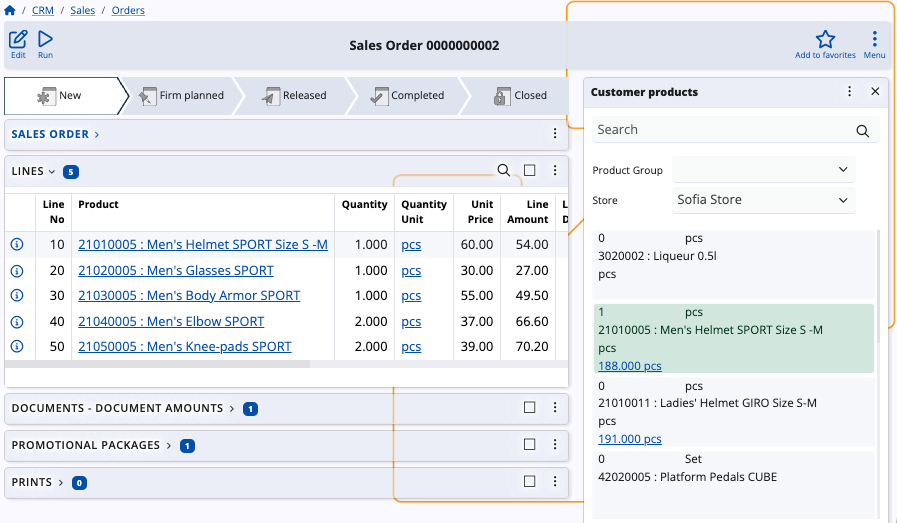 / CRM / Sales / Orders
Edit Run Sales Order 0000000002 Add to favorites Menu
New Firm planned Released Completed Closed
SALES ORDER >
LINES 5
Line No Product Quantity Quantity Unit Unit Price Line Amount
10 21010005 : Men's Helmet SPORT Size S -M 1.000 pcs 60.00 54.00
20 21020005 : Men's Glasses SPORT 1.000 pcs 30.00 27.00
30 21030005 : Men's Body Armor SPORT 1.000 pcs 55.00 49.50
40 21040005 : Men's Elbow SPORT 2.000 pcs 37.00 66.60
50 21050005 : Men's Knee-pads SPORT 2.000 pcs 39.00 70.20
DOCUMENTS - DOCUMENT AMOUNTS > 1
PROMOTIONAL PACKAGES > 1
PRINTS > 0
Customer products
Search
Product Group
Store Sofia Store
0 pcs
3020002 : Liqueur 0.5l
pcs
1 pcs
21010005 : Men's Helmet SPORT Size S -M
pcs
188.000 pcs
0 pcs
21010011 : Ladies' Helmet GIRO Size S-M
pcs
191.000 pcs
0 Set
42020005 : Platform Pedals CUBE